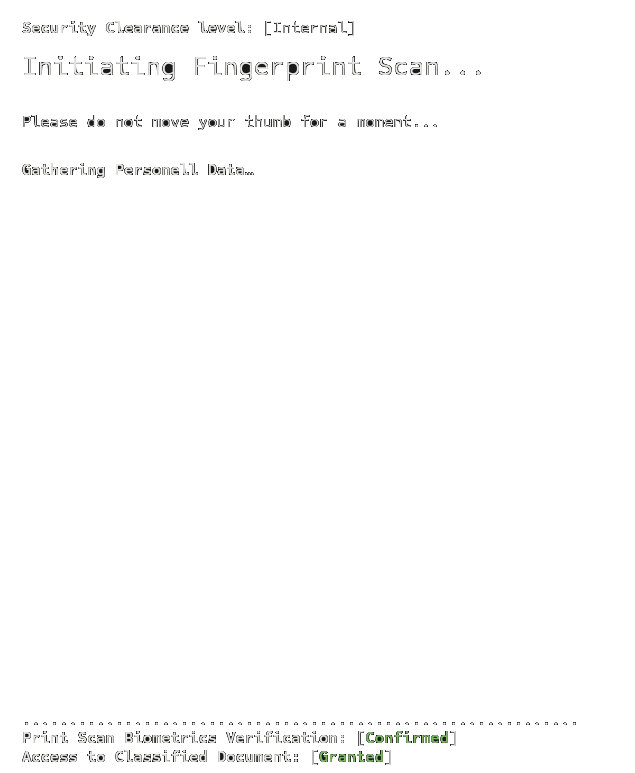 Security Clearance level: [Internal]
Initiating Fingerprint Scan...
Please do not move your thumb for a moment...
Gathering Personell Data…
............................................................
Print Scan Biometrics Verification: [Confirmed]
Access to Classified Document: [Granted]